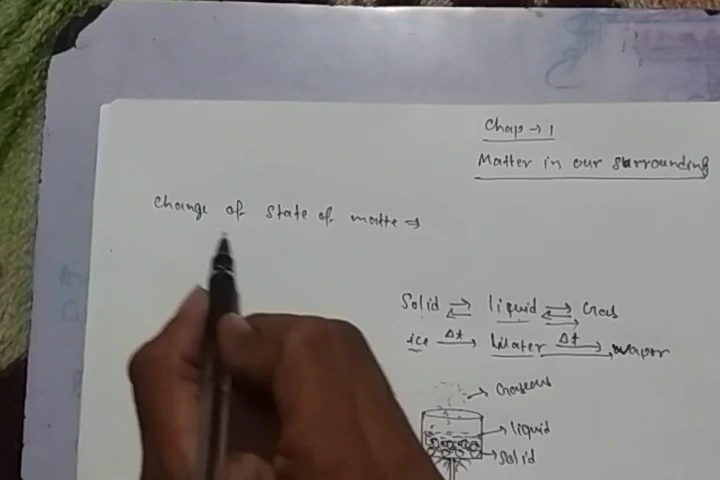 Chap → 1
Matter in our surrounding
Change of state of matte ⇒
Solid ⇌ liquid ⇌ Gas
ice Δt→ Water Δt→ vapor
Gaseous
liquid
Solid